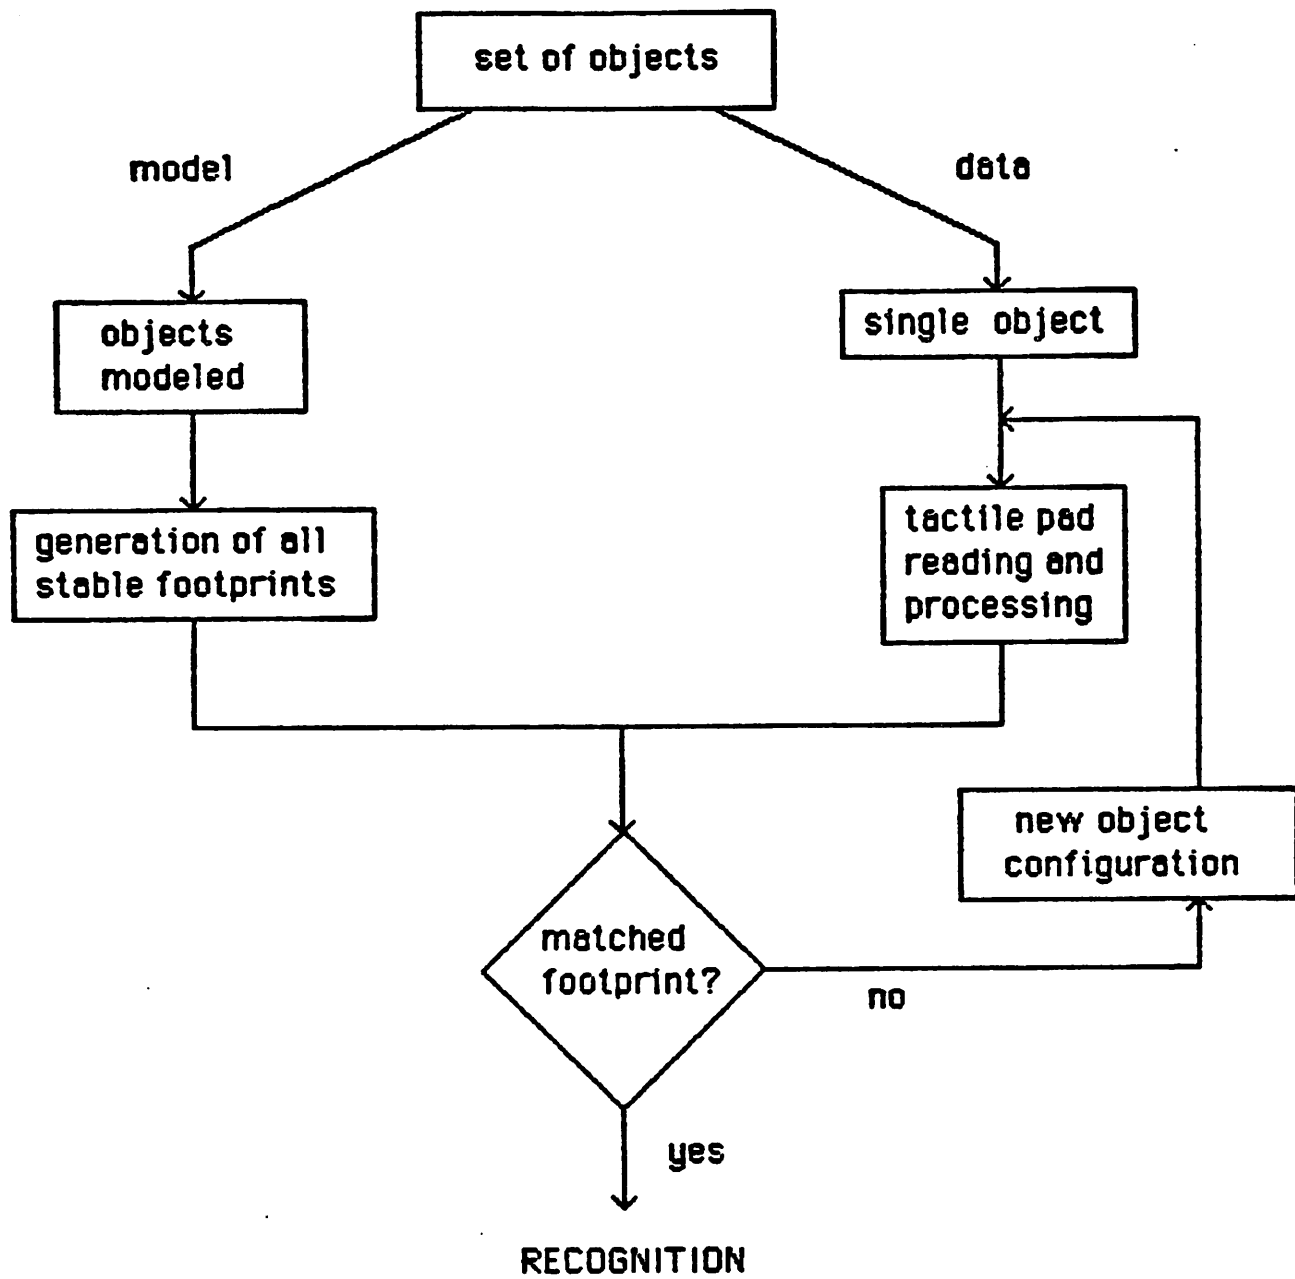 set of objects
model
data
objects
modeled
single object
generation of all
stable footprints
tactile pad
reading and
processing
new object
configuration
matched
footprint?
no
yes
RECOGNITION